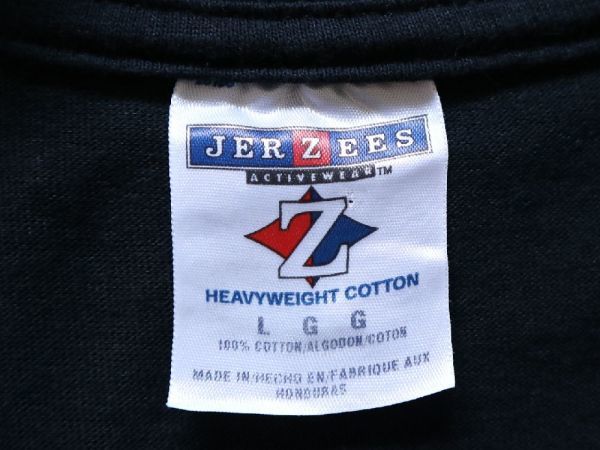 JERZEES
ACTIVEWEAR™
Z
HEAVYWEIGHT COTTON
L G G
100% COTTON/ALGODON/COTON
MADE IN/HECHO EN/FABRIQUE AUX
HONDURAS